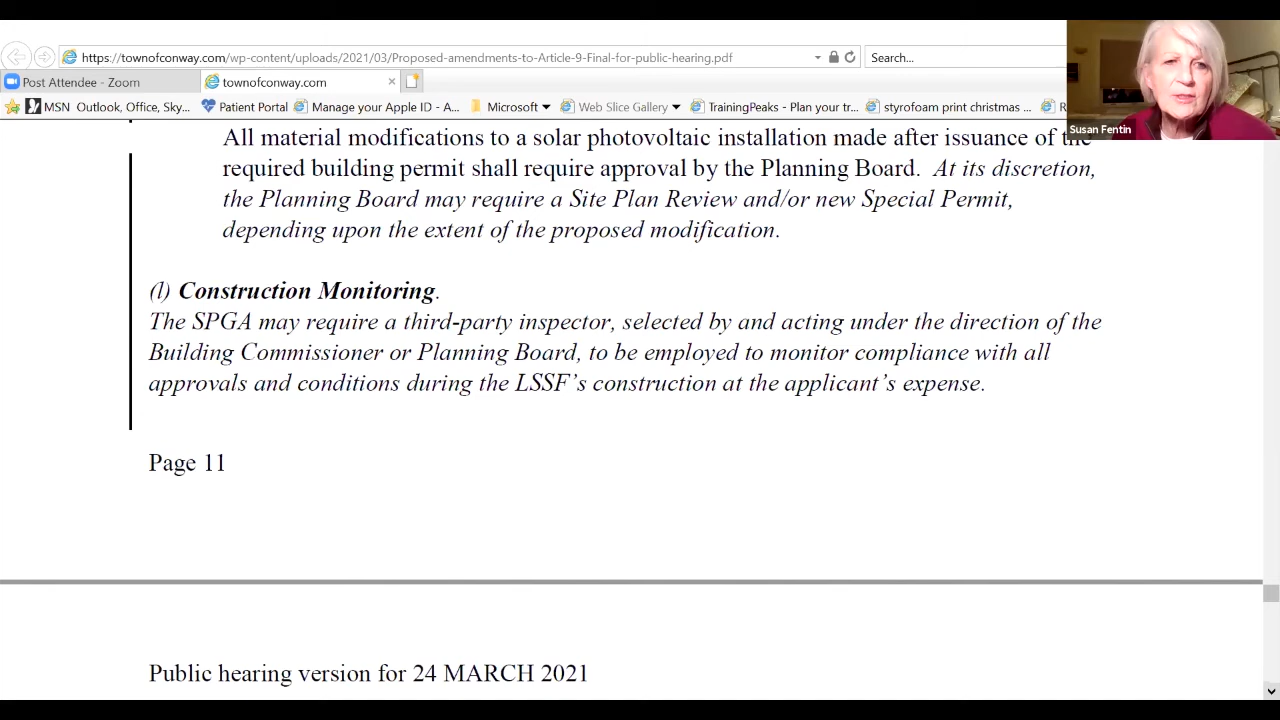 https://townofconway.com/wp-content/uploads/2021/03/Proposed-amendments-to-Article-9-Final-for-public-hearing.pdf
Search...
Post Attendee - Zoom
townofconway.com
MSN
Outlook, Office, Sky...
Patient Portal
Manage your Apple ID - A...
Microsoft
Web Slice Gallery
TrainingPeaks - Plan your tr...
styrofoam print christmas ...
Susan Fentin
All material modifications to a solar photovoltaic installation made after issuance of the
required building permit shall require approval by the Planning Board. At its discretion,
the Planning Board may require a Site Plan Review and/or new Special Permit,
depending upon the extent of the proposed modification.
(l) Construction Monitoring.
The SPGA may require a third-party inspector, selected by and acting under the direction of the
Building Commissioner or Planning Board, to be employed to monitor compliance with all
approvals and conditions during the LSSF’s construction at the applicant’s expense.
Page 11
Public hearing version for 24 MARCH 2021